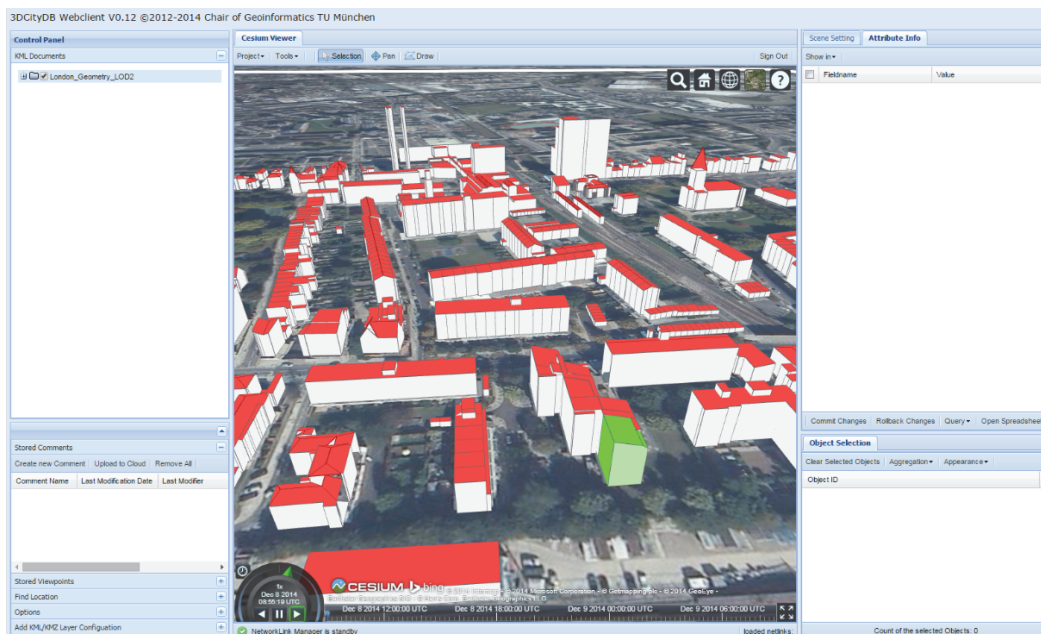 3DCityDB Webclient V0.12 ©2012-2014 Chair of Geoinformatics TU München
Control Panel
KML Documents
London_Geometry_LOD2
Stored Comments
Create new Comment Upload to Cloud Remove All
Comment Name Last Modification Date Last Modifier
Stored Viewpoints
Find Location
Options
Add KML/KMZ Layer Configuation
Cesium Viewer
Project Tools Selection Pan Draw Sign Out
?
CESIUM bing
1x
Dec 8 2014
08:55:19 UTC
Dec 8 2014 12:00:00 UTC Dec 8 2014 18:00:00 UTC Dec 9 2014 00:00:00 UTC Dec 9 2014 06:00:00 UTC
NetworkLink Manager is standby loaded netlinks:
Scene Setting Attribute Info
Show in
Fieldname Value
Commit Changes Rollback Changes Query Open Spreadsheet
Object Selection
Clear Selected Objects Aggregation Appearance
Object ID
Count of the selected Objects: 0